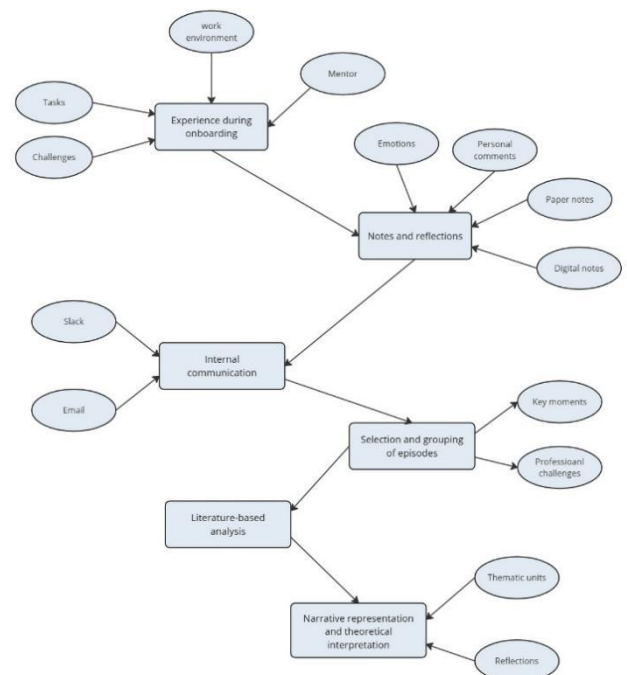 work
environment
Mentor
Tasks
Experience during
onboarding
Challenges
Emotions
Personal
comments
Paper notes
Notes and reflections
Digital notes
Slack
Internal
communication
Email
Key moments
Selection and grouping
of episodes
Professioanl
challenges
Literature-based
analysis
Thematic units
Narrative representation
and theoretical
interpretation
Reflections